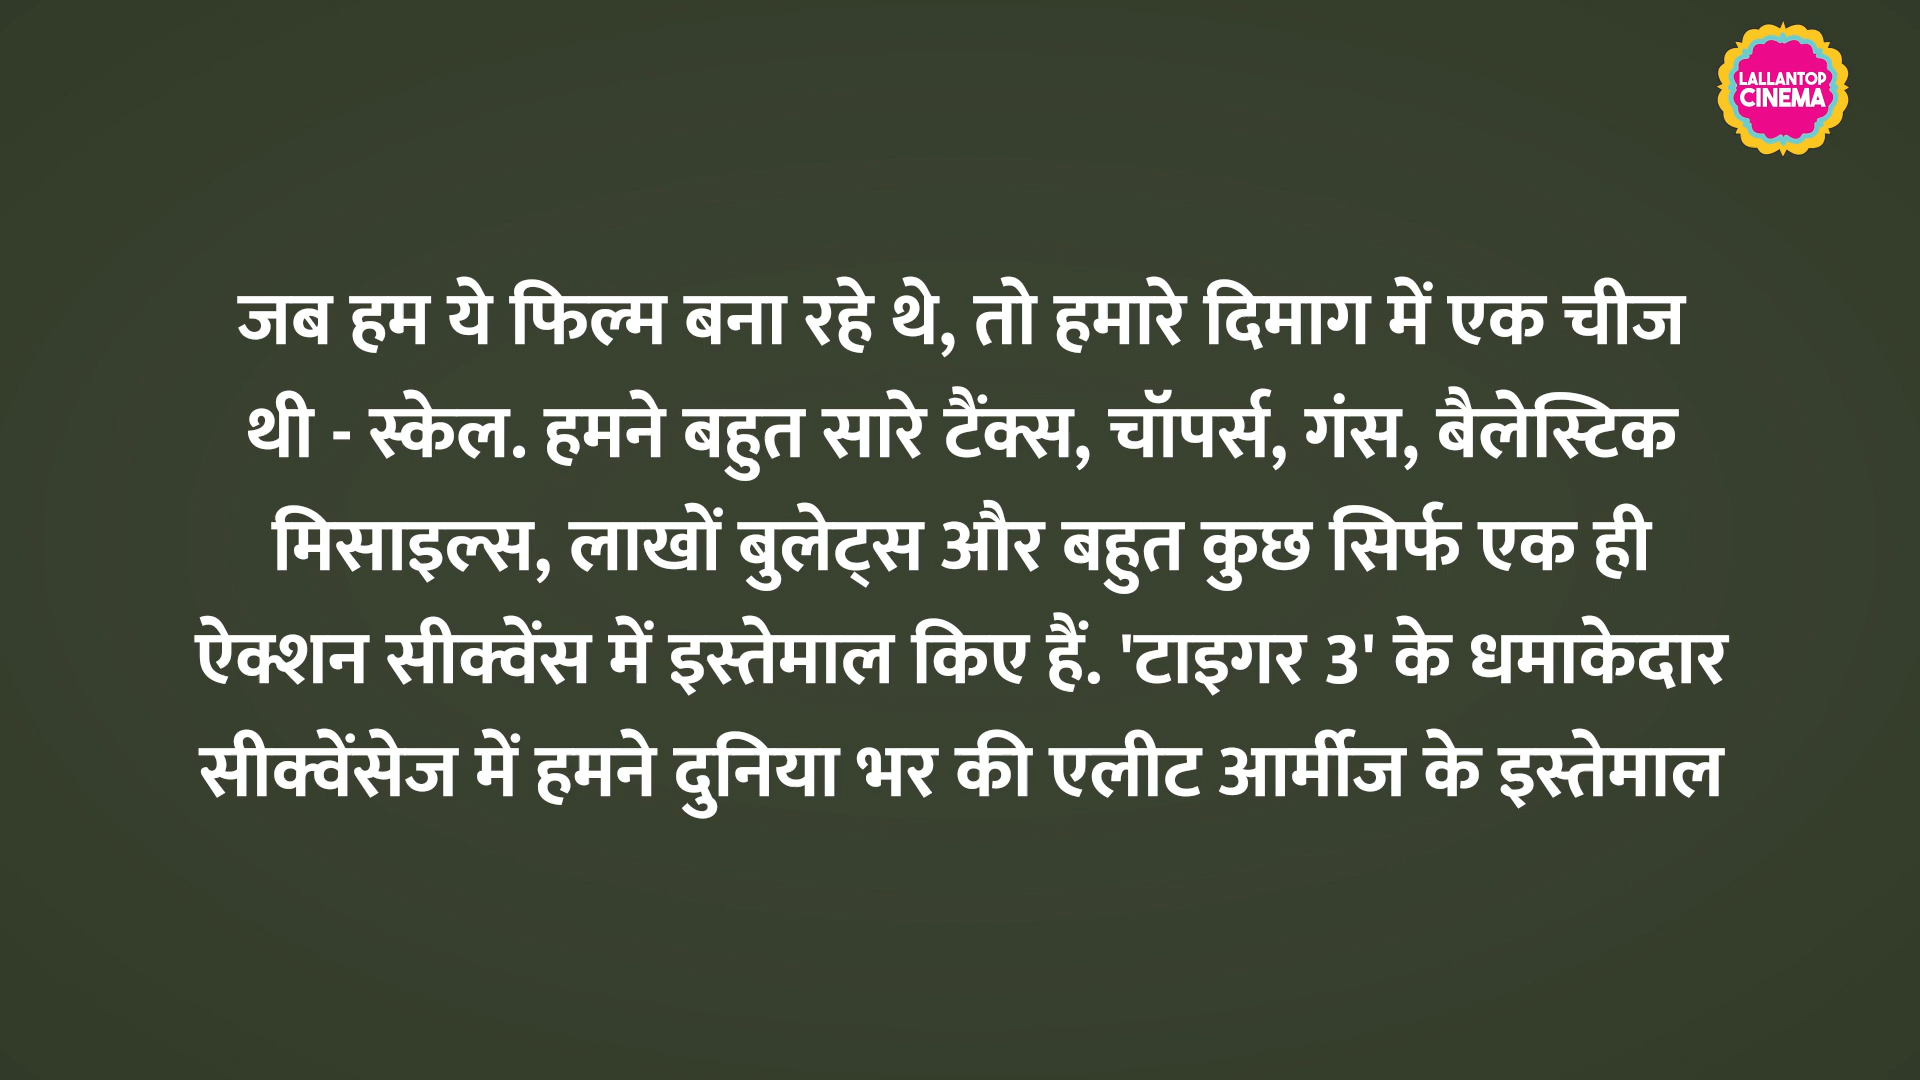 LALLANTOP
CINEMA
जब हम ये फिल्म बना रहे थे, तो हमारे दिमाग में एक चीज
थी - स्केल. हमने बहुत सारे टैंक्स, चॉपर्स, गंस, बैलेस्टिक
मिसाइल्स, लाखों बुलेट्स और बहुत कुछ सिर्फ एक ही
ऐक्शन सीक्वेंस में इस्तेमाल किए हैं. 'टाइगर 3' के धमाकेदार
सीक्वेंसेज में हमने दुनिया भर की एलीट आर्मीज के इस्तेमाल